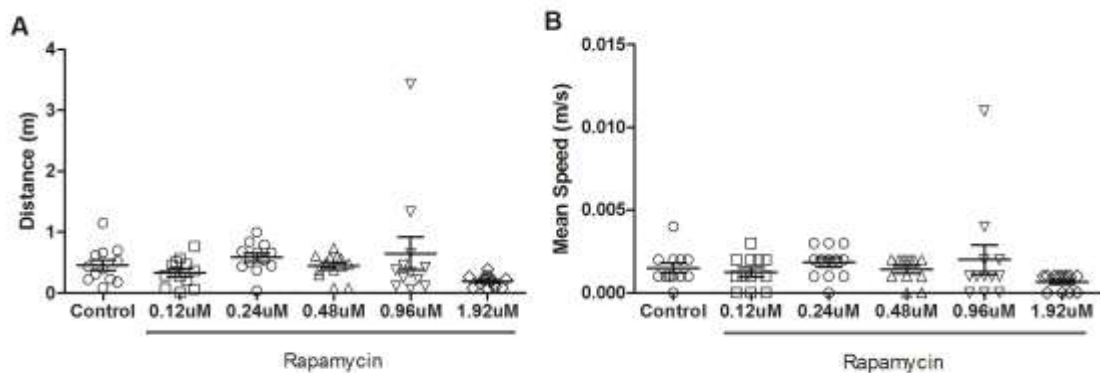 A
Distance (m)
4
3
2
1
0
Control 0.12uM 0.24uM 0.48uM 0.96uM 1.92uM
Rapamycin
B
Mean Speed (m/s)
0.015
0.010
0.005
0.000
Control 0.12uM 0.24uM 0.48uM 0.96uM 1.92uM
Rapamycin